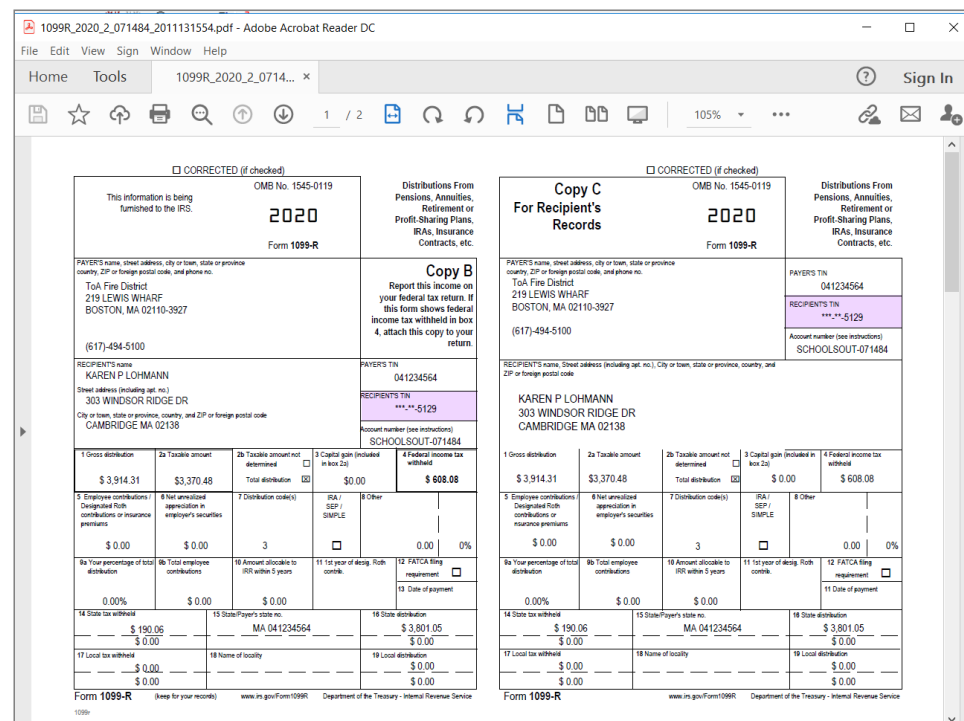 1099R_2020_2_071484_2011131554.pdf - Adobe Acrobat Reader DC
File Edit View Sign Window Help
Home Tools 1099R_2020_2_0714... × ? Sign In
1 / 2 105%
CORRECTED (if checked)
This information is being
furnished to the IRS.
OMB No. 1545-0119
2020
Form 1099-R
Distributions From
Pensions, Annuities,
Retirement or
Profit-Sharing Plans,
IRAs, Insurance
Contracts, etc.
PAYER'S name, street address, city or town, state or province
country, ZIP or foreign postal code, and phone no.
ToA Fire District
219 LEWIS WHARF
BOSTON, MA 02110-3927
(617)-494-5100
Copy B
Report this income on
your federal tax return. If
this form shows federal
income tax withheld in box
4, attach this copy to your
return.
RECIPIENT'S name
KAREN P LOHMANN
Street address (including apt. no.)
303 WINDSOR RIDGE DR
City or town, state or province, country, and ZIP or foreign postal code
CAMBRIDGE MA 02138
PAYER'S TIN
041234564
RECIPIENT'S TIN
***-**-5129
Account number (see instructions)
SCHOOLSOUT-071484
1 Gross distribution
$ 3,914.31
2a Taxable amount
$3,370.48
2b Taxable amount not
determined
Total distribution
3 Capital gain (included
in box 2a)
$0.00
4 Federal income tax
withheld
$ 608.08
5 Employee contributions /
Designated Roth
contributions or insurance
premiums
$ 0.00
6 Net unrealized
appreciation in
employer's securities
$ 0.00
7 Distribution code(s)
3
IRA /
SEP /
SIMPLE
8 Other
0.00 0%
9a Your percentage of total
distribution
0.00%
9b Total employee
contributions
$ 0.00
10 Amount allocable to
IRR within 5 years
$ 0.00
11 1st year of desig. Roth
contrib.
12 FATCA filing
requirement
13 Date of payment
14 State tax withheld
$ 190.06
$ 0.00
15 State/Payer's state no.
MA 041234564
16 State distribution
$ 3,801.05
$ 0.00
17 Local tax withheld
$ 0.00
$ 0.00
18 Name of locality
19 Local distribution
$ 0.00
$ 0.00
Form 1099-R (keep for your records) www.irs.gov/Form1099R Department of the Treasury - Internal Revenue Service
1099r
CORRECTED (if checked)
Copy C
For Recipient's
Records
OMB No. 1545-0119
2020
Form 1099-R
Distributions From
Pensions, Annuities,
Retirement or
Profit-Sharing Plans,
IRAs, Insurance
Contracts, etc.
PAYER'S name, street address, city or town, state or province
country, ZIP or foreign postal code, and phone no.
ToA Fire District
219 LEWIS WHARF
BOSTON, MA 02110-3927
(617)-494-5100
PAYER'S TIN
041234564
RECIPIENT'S TIN
***-**-5129
Account number (see instructions)
SCHOOLSOUT-071484
RECIPIENT'S name, Street address (including apt. no.), City or town, state or province, country, and
ZIP or foreign postal code
KAREN P LOHMANN
303 WINDSOR RIDGE DR
CAMBRIDGE MA 02138
1 Gross distribution
$ 3,914.31
2a Taxable amount
$3,370.48
2b Taxable amount not
determined
Total distribution
3 Capital gain (included in
box 2a)
$ 0.00
4 Federal income tax
withheld
$ 608.08
5 Employee contributions /
Designated Roth
contributions or
nsurance premiums
$ 0.00
6 Net unrealized
appreciation in
employer's securities
$ 0.00
7 Distribution code(s)
3
IRA /
SEP /
SIMPLE
8 Other
0.00 0%
9a Your percentage of total
distribution
0.00%
9b Total employee
contributions
$ 0.00
10 Amount allocable to
IRR within 5 years
$ 0.00
11 1st year of desig. Roth
contrib.
12 FATCA filing
requirement
11 Date of payment
14 State tax withheld
$ 190.06
$ 0.00
15 State/Payer's state no.
MA 041234564
16 State distribution
$ 3,801.05
$ 0.00
17 Local tax withheld
$ 0.00
$ 0.00
18 Name of locality
19 Local distribution
$ 0.00
$ 0.00
Form 1099-R www.irs.gov/Form1099R Department of the Treasury - Internal Revenue Service